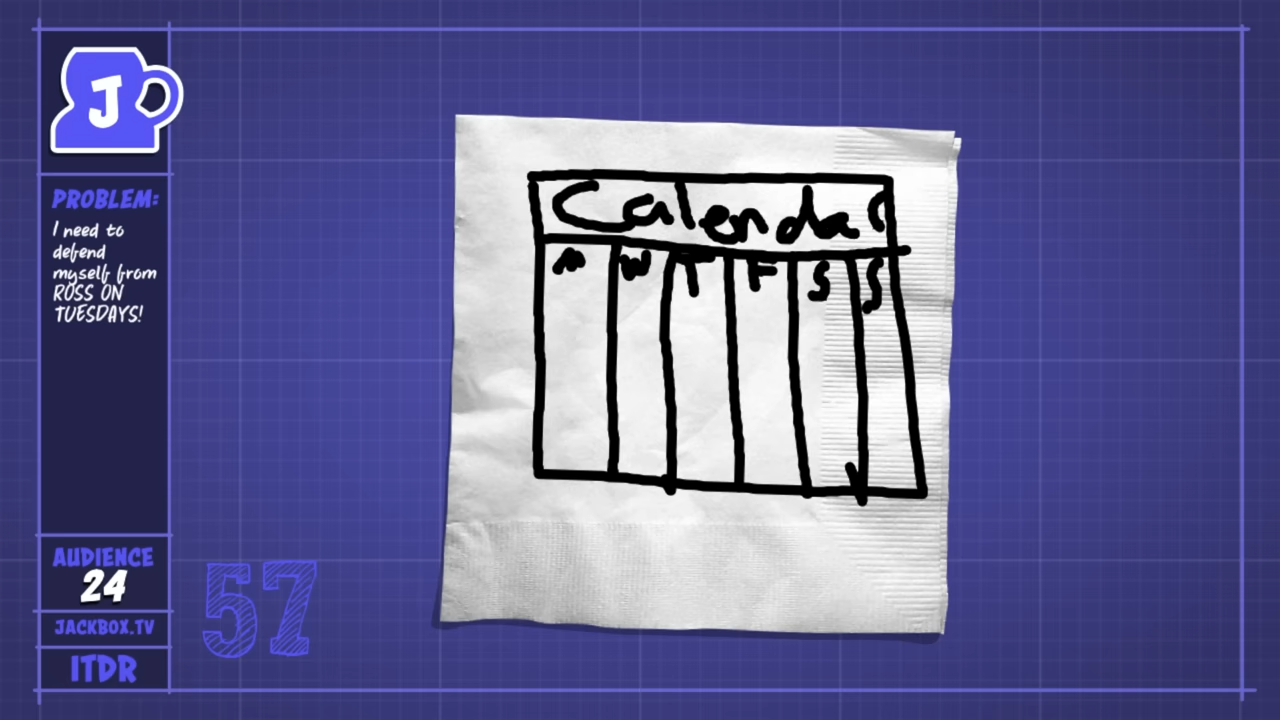 J
PROBLEM:
I need to
defend
myself from
ROSS ON
TUESDAYS!
AUDIENCE
24
JACKBOX.TV
ITDR
57
Calendar
M W T F S S